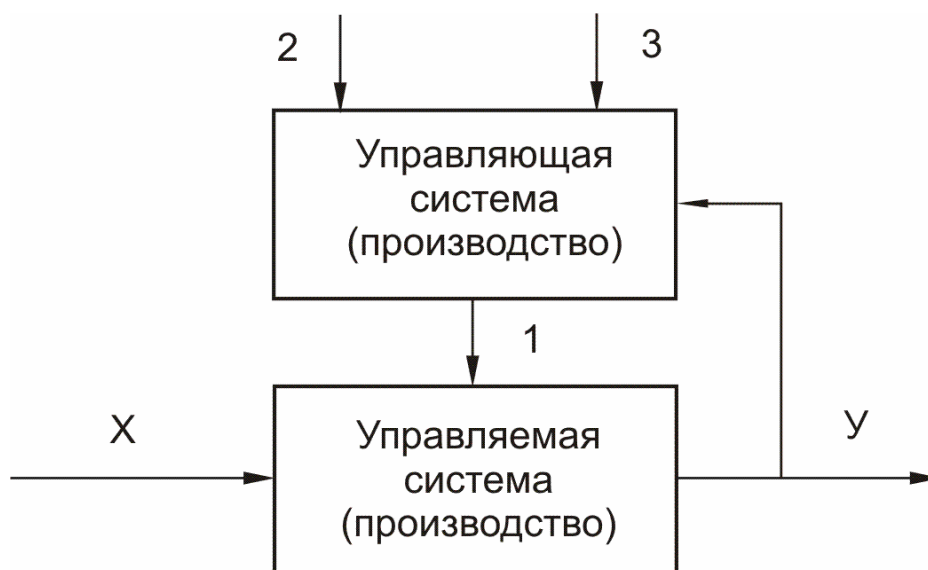 2
3
Управляющая
система
(производство)
1
X
Управляемая
система
(производство)
У